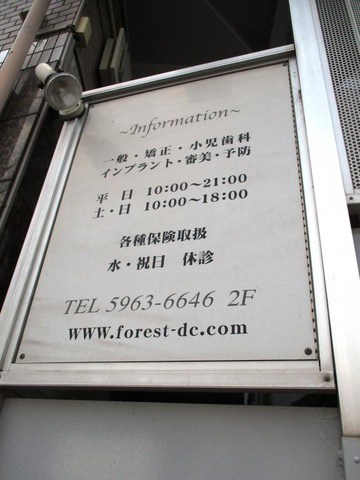 ~Information~
一般・矯正・小児歯科
インプラント・審美・予防
平 日 10:00~21:00
土・日 10:00~18:00
各種保険取扱
水・祝日 休診
TEL 5963-6646 2F
www.forest-dc.com